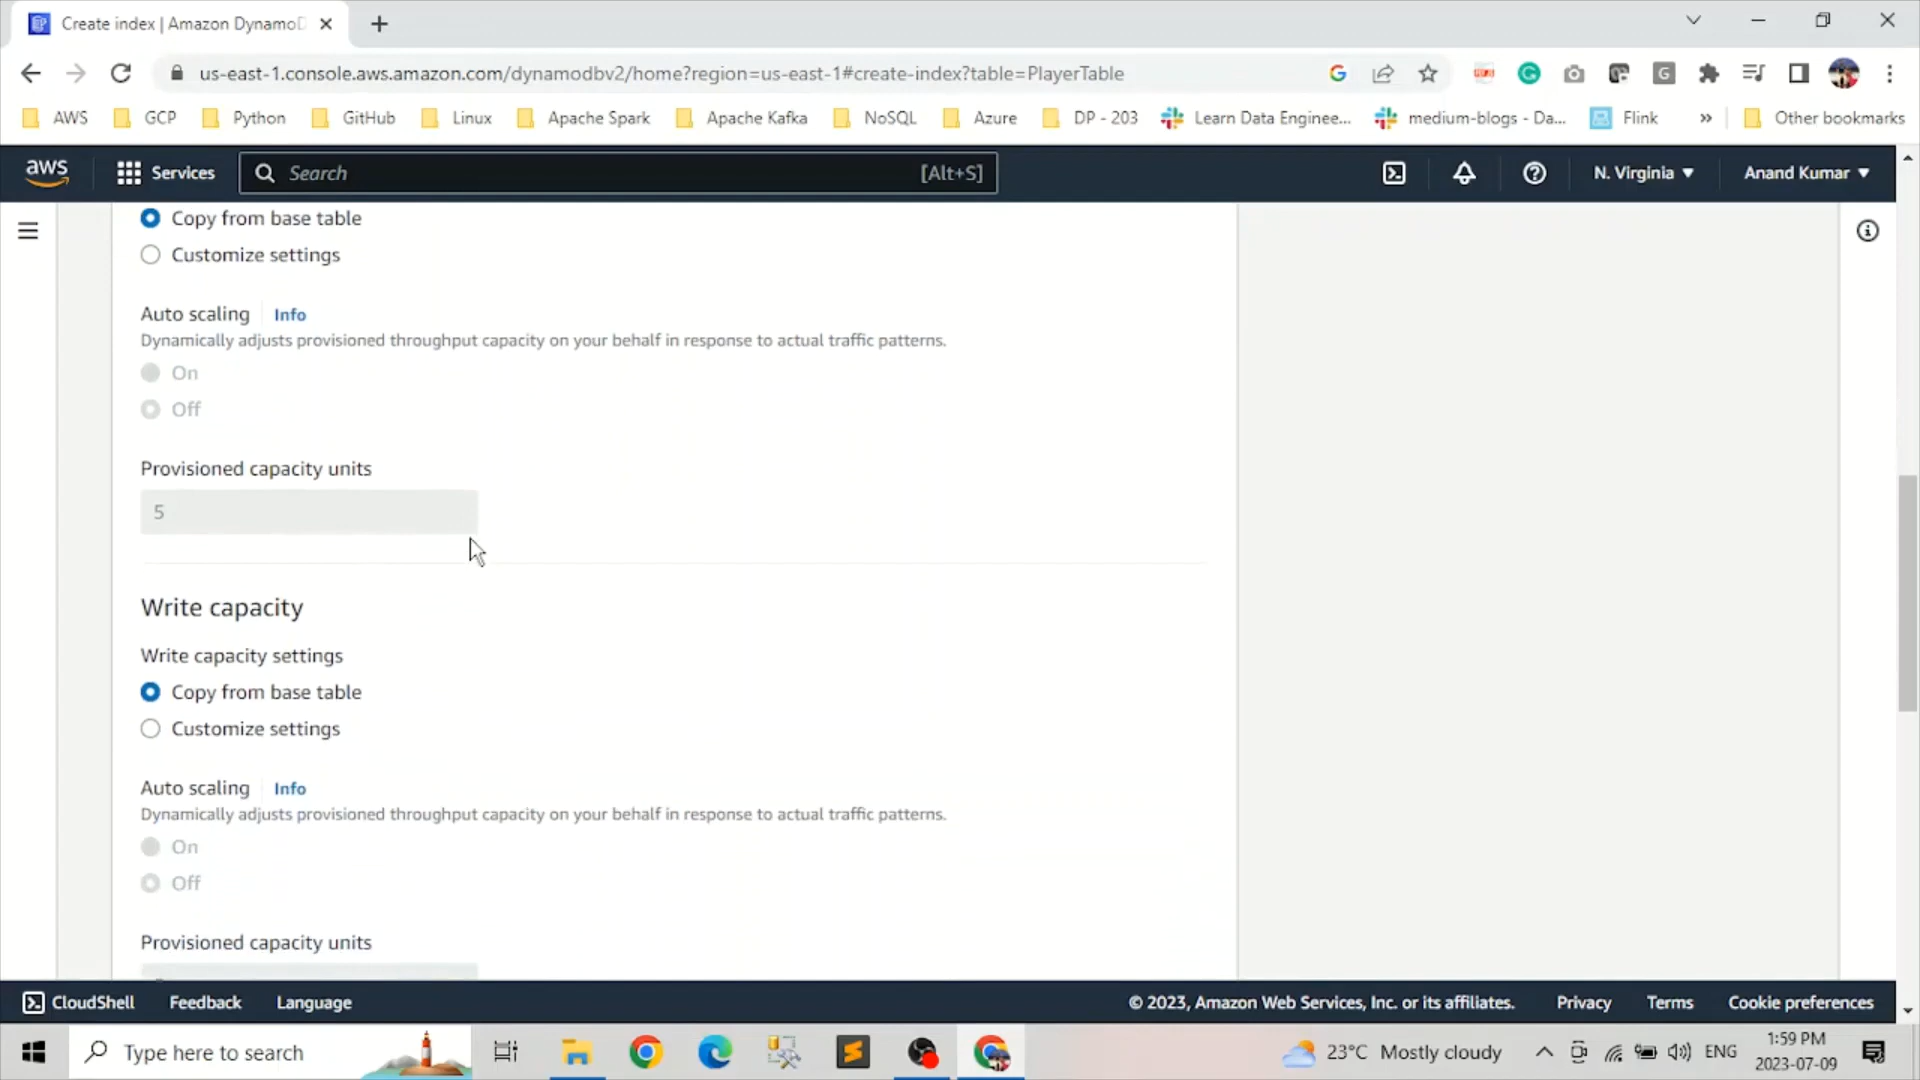 Create index | Amazon Dynamo
us-east-1.console.aws.amazon.com/dynamodbv2/home?region=us-east-1#create-index?table=PlayerTable
AWS GCP Python GitHub Linux Apache Spark Apache Kafka NoSQL Azure DP - 203 Learn Data Enginee... medium-blogs - Da... Flink » Other bookmarks
aws Services Search [Alt+S] N. Virginia Anand Kumar
Copy from base table
Customize settings
Auto scaling Info
Dynamically adjusts provisioned throughput capacity on your behalf in response to actual traffic patterns.
On
Off
Provisioned capacity units
5
Write capacity
Write capacity settings
Copy from base table
Customize settings
Auto scaling Info
Dynamically adjusts provisioned throughput capacity on your behalf in response to actual traffic patterns.
On
Off
Provisioned capacity units
CloudShell Feedback Language © 2023, Amazon Web Services, Inc. or its affiliates. Privacy Terms Cookie preferences
Type here to search 23°C Mostly cloudy ENG 1:59 PM
2023-07-09